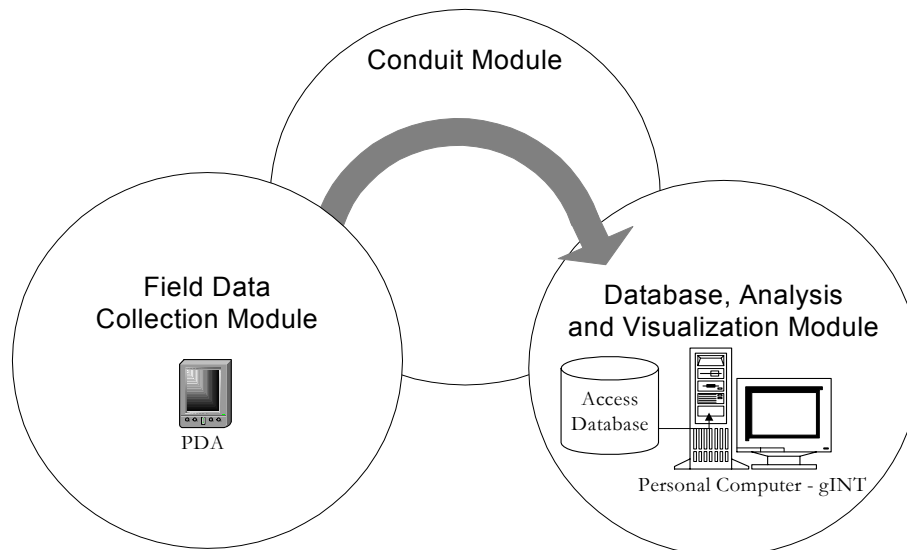 Conduit Module
Field Data
Collection Module
PDA
Database, Analysis
and Visualization Module
Access
Database
Personal Computer - gINT